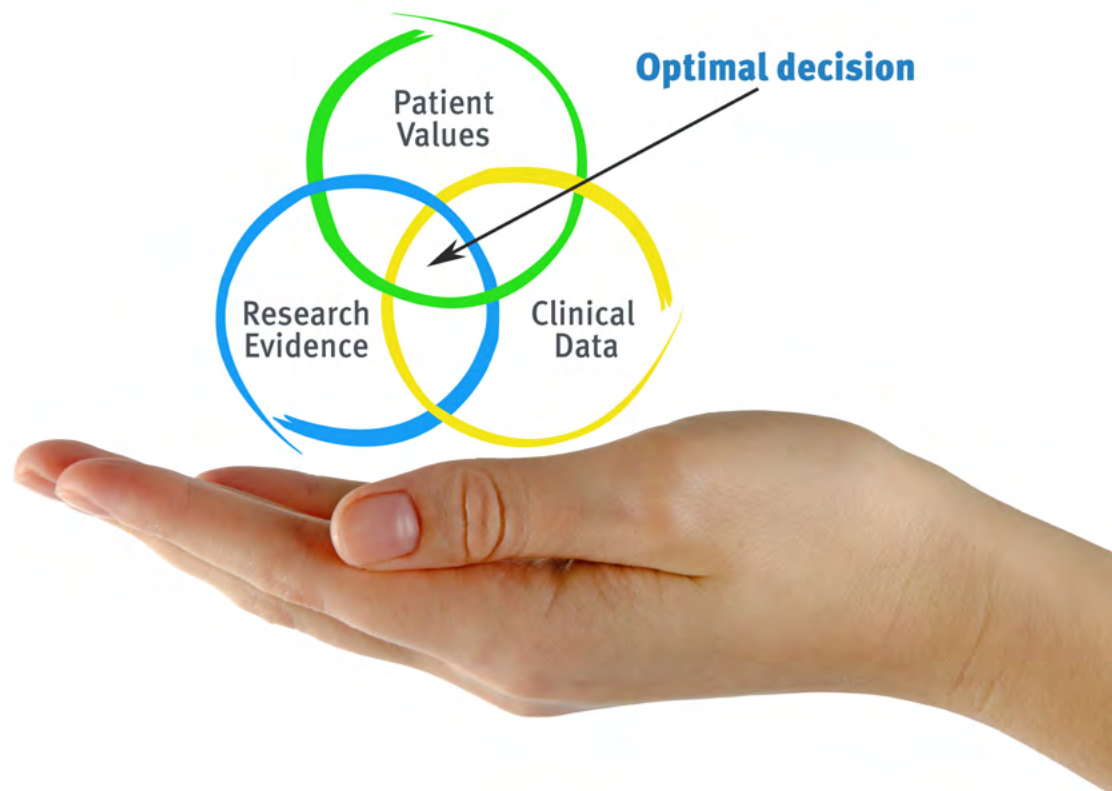 Optimal decision
Patient
Values
Research
Evidence
Clinical
Data